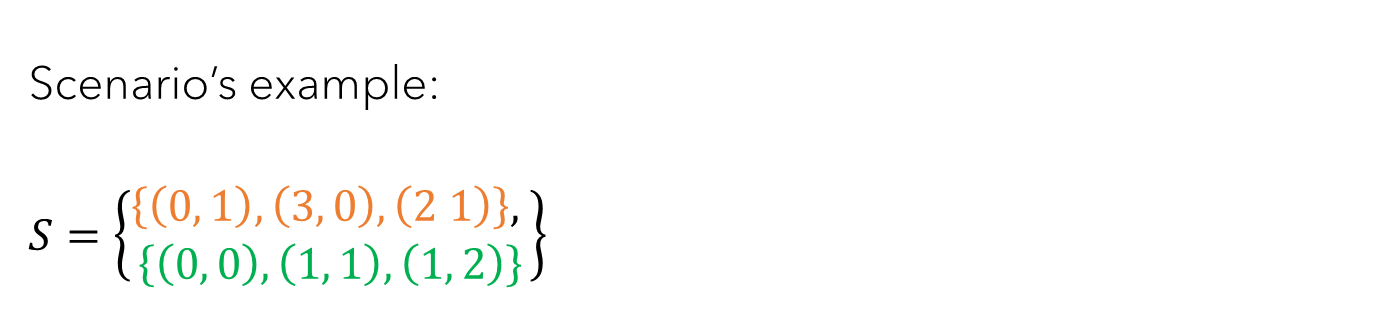 Scenario’s example:
S = {{(0, 1), (3, 0), (2 1)},
{(0, 0), (1, 1), (1, 2)}}